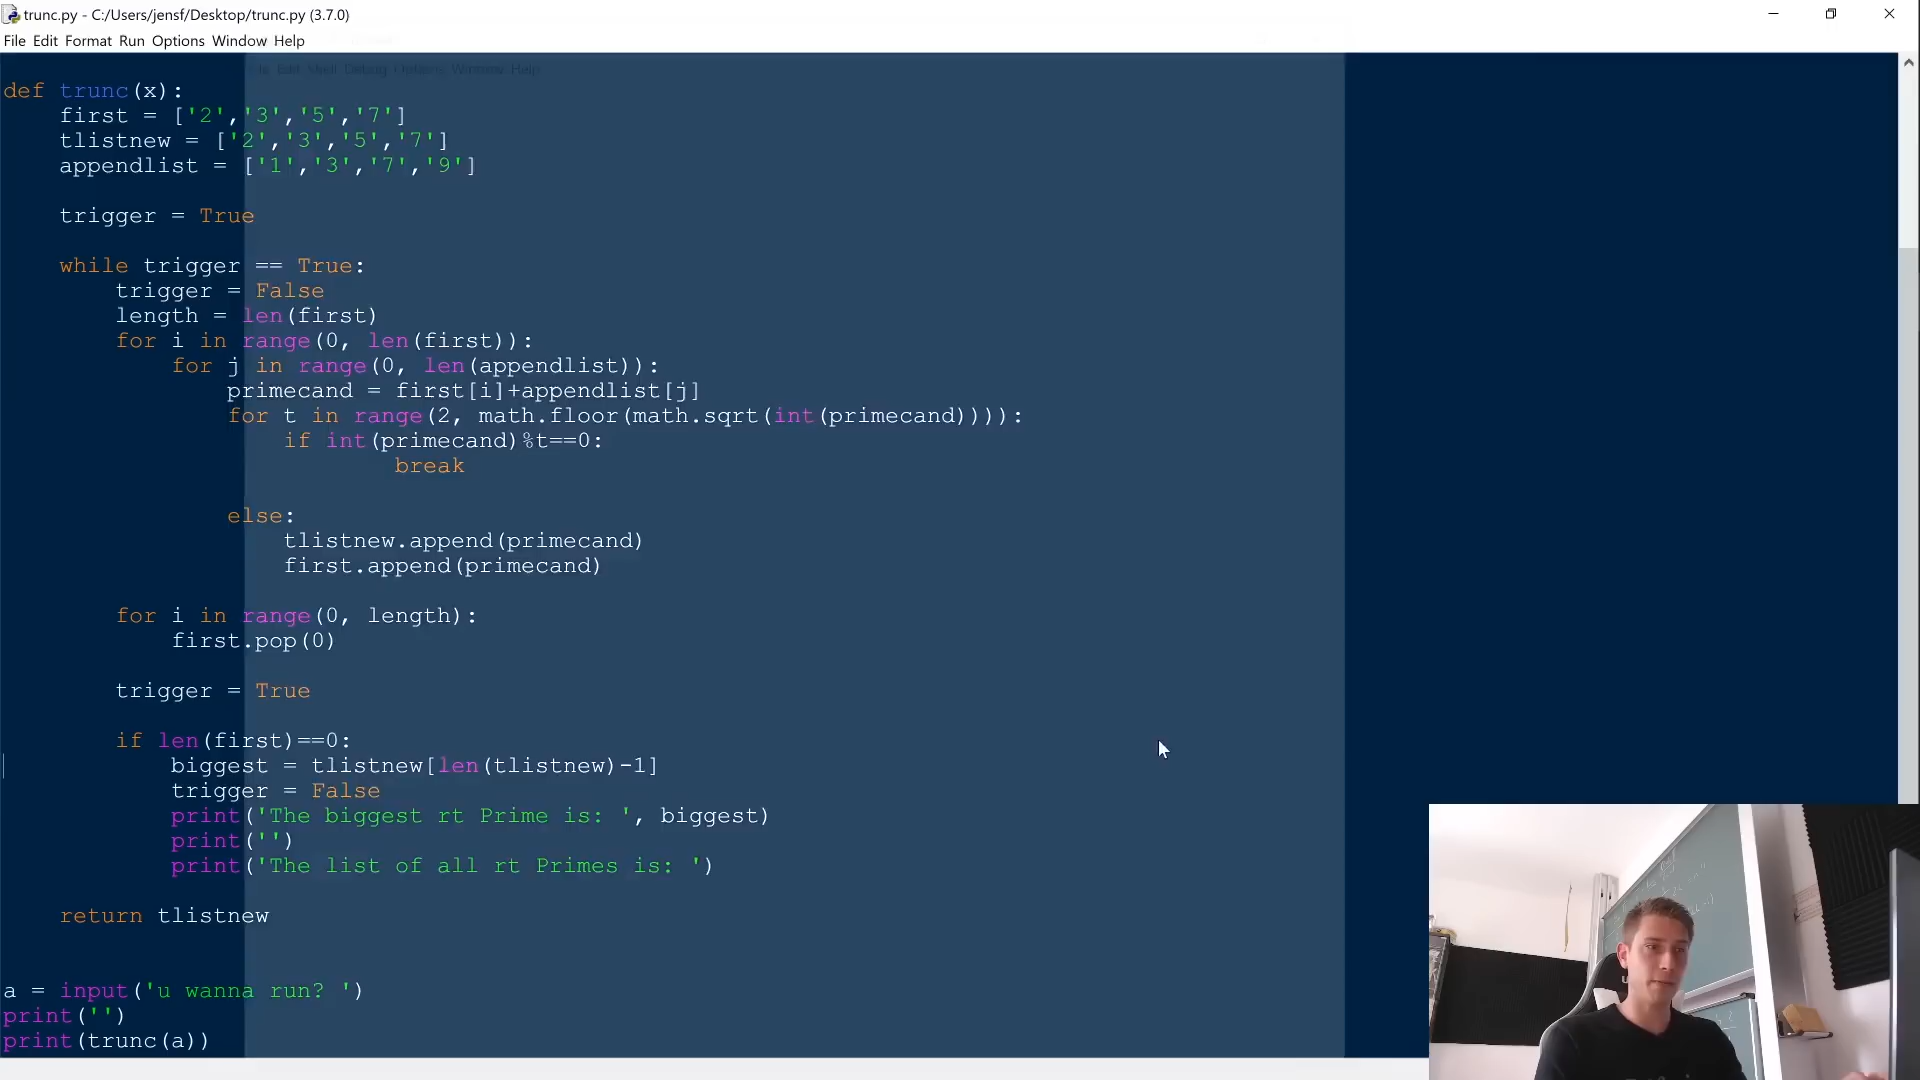 trunc.py - C:/Users/jensf/Desktop/trunc.py (3.7.0)
File Edit Format Run Options Window Help
Edit Shell Debug Options Window Help
def trunc(x):
    first = ['2','3','5','7']
    tlistnew = ['2','3','5','7']
    appendlist = ['1','3','7','9']
    trigger = True
    while trigger == True:
        trigger = False
        length = len(first)
        for i in range(0, len(first)):
            for j in range(0, len(appendlist)):
                primecand = first[i]+appendlist[j]
                for t in range(2, math.floor(math.sqrt(int(primecand)))):
                    if int(primecand)%t==0:
                            break
                else:
                    tlistnew.append(primecand)
                    first.append(primecand)
        for i in range(0, length):
            first.pop(0)
        trigger = True
        if len(first)==0:
            biggest = tlistnew[len(tlistnew)-1]
            trigger = False
            print('The biggest rt Prime is: ', biggest)
            print('')
            print('The list of all rt Primes is: ')
    return tlistnew
a = input('u wanna run? ')
print('')
print(trunc(a))